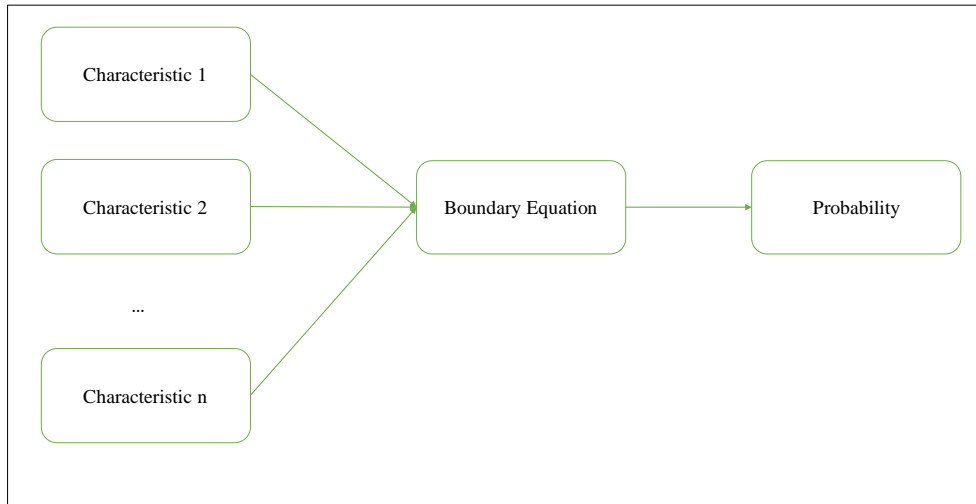 Characteristic 1
Characteristic 2
...
Characteristic n
Boundary Equation
Probability